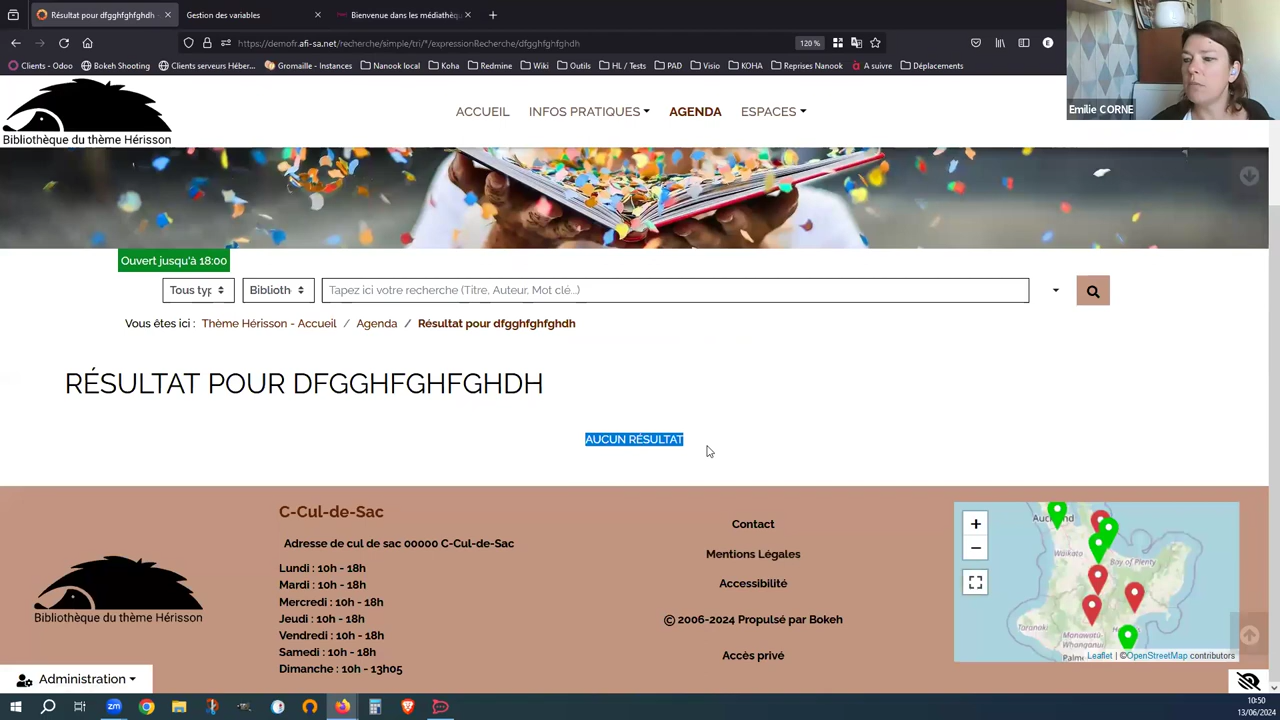 Résultat pour dfgghfghfghdh
Gestion des variables
Bienvenue dans les médiathèq
https://demofr.afi-sa.net/recherche/simple/tri/*/expressionRecherche/dfgghfghfghdh
120 %
Clients - Odoo
Bokeh Shooting
Clients serveurs Héber...
Gromaille - Instances
Nanook local
Koha
Redmine
Wiki
Outils
HL / Tests
PAD
Visio
KOHA
Reprises Nanook
A suivre
Déplacements
Emilie CORNE
Bibliothèque du thème Hérisson
ACCUEIL
INFOS PRATIQUES
AGENDA
ESPACES
Ouvert jusqu'à 18:00
Tous typ
Biblioth
Tapez ici votre recherche (Titre, Auteur, Mot clé...)
Vous êtes ici : Thème Hérisson - Accueil / Agenda / Résultat pour dfgghfghfghdh
RÉSULTAT POUR DFGGHFGHFGHDH
AUCUN RÉSULTAT
Bibliothèque du thème Hérisson
C-Cul-de-Sac
Adresse de cul de sac 00000 C-Cul-de-Sac
Lundi : 10h - 18h
Mardi : 10h - 18h
Mercredi : 10h - 18h
Jeudi : 10h - 18h
Vendredi : 10h - 18h
Samedi : 10h - 18h
Dimanche : 10h - 13h05
Contact
Mentions Légales
Accessibilité
© 2006-2024 Propulsé par Bokeh
Accès privé
Waikato
Bay of Plenty
Taranaki
Leaflet | ©OpenStreetMap contributors
Administration
10:50
13/06/2024